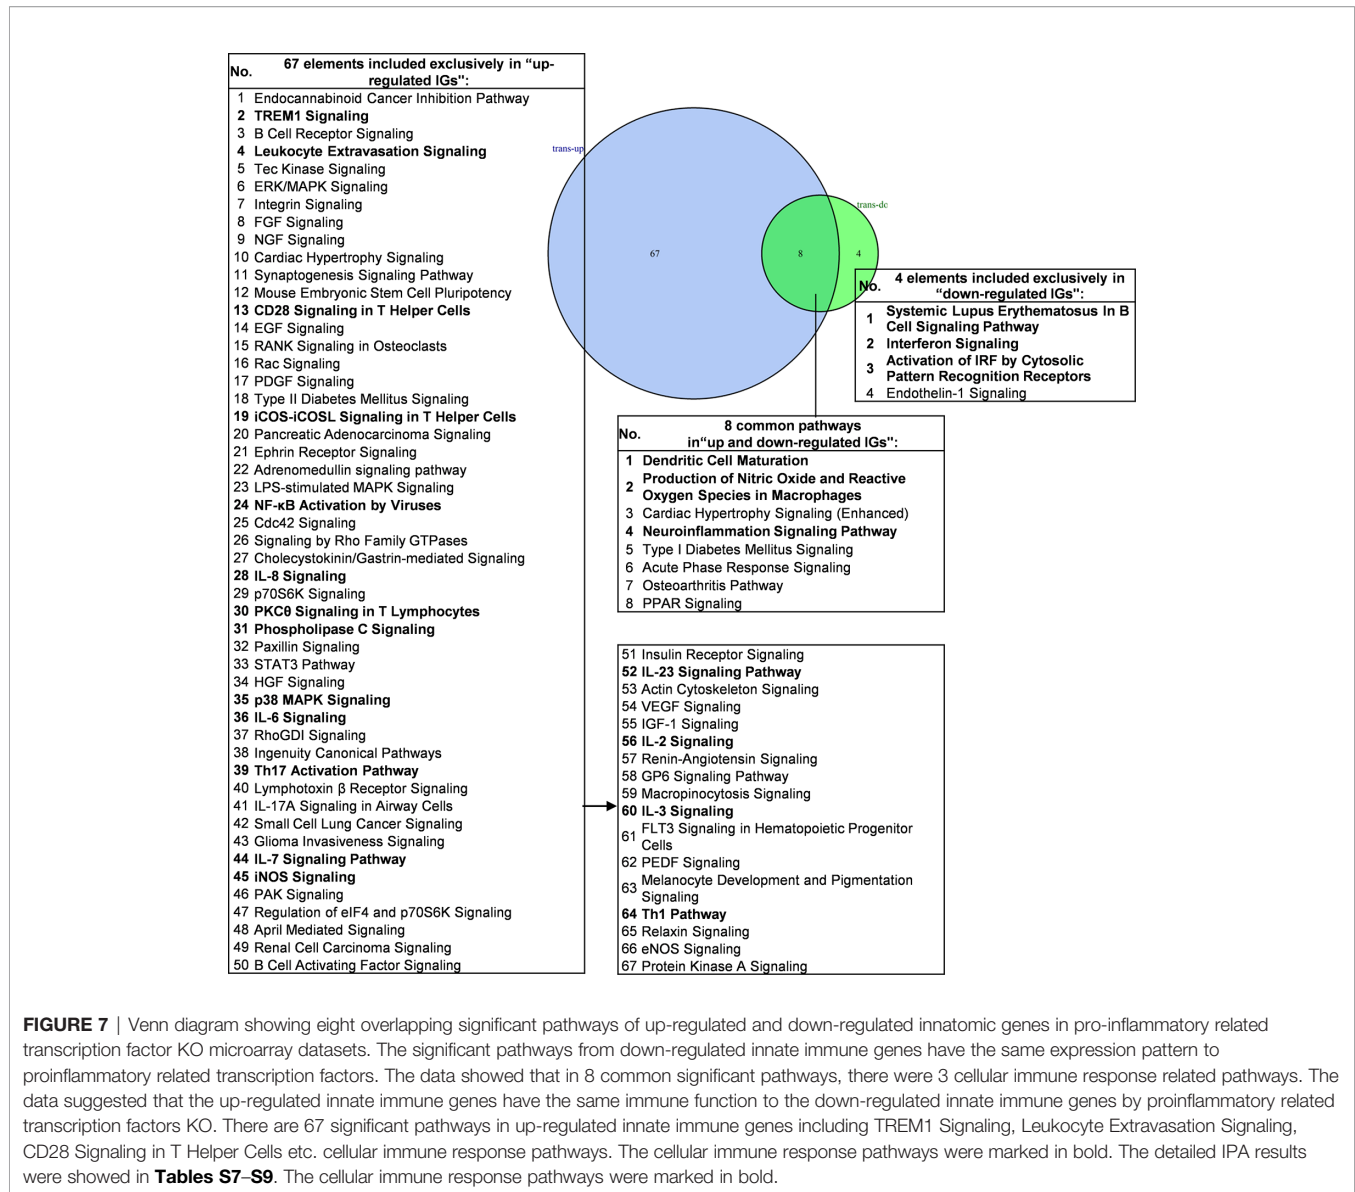 No. 67 elements included exclusively in “up-
regulated IGs":
1 Endocannabinoid Cancer Inhibition Pathway
2 TREM1 Signaling
3 B Cell Receptor Signaling
4 Leukocyte Extravasation Signaling
5 Tec Kinase Signaling
6 ERK/MAPK Signaling
7 Integrin Signaling
8 FGF Signaling
9 NGF Signaling
10 Cardiac Hypertrophy Signaling
11 Synaptogenesis Signaling Pathway
12 Mouse Embryonic Stem Cell Pluripotency
13 CD28 Signaling in T Helper Cells
14 EGF Signaling
15 RANK Signaling in Osteoclasts
16 Rac Signaling
17 PDGF Signaling
18 Type II Diabetes Mellitus Signaling
19 iCOS-iCOSL Signaling in T Helper Cells
20 Pancreatic Adenocarcinoma Signaling
21 Ephrin Receptor Signaling
22 Adrenomedullin signaling pathway
23 LPS-stimulated MAPK Signaling
24 NF-κB Activation by Viruses
25 Cdc42 Signaling
26 Signaling by Rho Family GTPases
27 Cholecystokinin/Gastrin-mediated Signaling
28 IL-8 Signaling
29 p70S6K Signaling
30 PKCθ Signaling in T Lymphocytes
31 Phospholipase C Signaling
32 Paxillin Signaling
33 STAT3 Pathway
34 HGF Signaling
35 p38 MAPK Signaling
36 IL-6 Signaling
37 RhoGDI Signaling
38 Ingenuity Canonical Pathways
39 Th17 Activation Pathway
40 Lymphotoxin β Receptor Signaling
41 IL-17A Signaling in Airway Cells
42 Small Cell Lung Cancer Signaling
43 Glioma Invasiveness Signaling
44 IL-7 Signaling Pathway
45 iNOS Signaling
46 PAK Signaling
47 Regulation of eIF4 and p70S6K Signaling
48 April Mediated Signaling
49 Renal Cell Carcinoma Signaling
50 B Cell Activating Factor Signaling
trans-up
trans-do
67
8
4
No. 4 elements included exclusively in
“down-regulated IGs":
1 Systemic Lupus Erythematosus In B
Cell Signaling Pathway
2 Interferon Signaling
3 Activation of IRF by Cytosolic
Pattern Recognition Receptors
4 Endothelin-1 Signaling
No. 8 common pathways
in“up and down-regulated IGs":
1 Dendritic Cell Maturation
2 Production of Nitric Oxide and Reactive
Oxygen Species in Macrophages
3 Cardiac Hypertrophy Signaling (Enhanced)
4 Neuroinflammation Signaling Pathway
5 Type I Diabetes Mellitus Signaling
6 Acute Phase Response Signaling
7 Osteoarthritis Pathway
8 PPAR Signaling
51 Insulin Receptor Signaling
52 IL-23 Signaling Pathway
53 Actin Cytoskeleton Signaling
54 VEGF Signaling
55 IGF-1 Signaling
56 IL-2 Signaling
57 Renin-Angiotensin Signaling
58 GP6 Signaling Pathway
59 Macropinocytosis Signaling
60 IL-3 Signaling
61 FLT3 Signaling in Hematopoietic Progenitor
Cells
62 PEDF Signaling
63 Melanocyte Development and Pigmentation
Signaling
64 Th1 Pathway
65 Relaxin Signaling
66 eNOS Signaling
67 Protein Kinase A Signaling
FIGURE 7 | Venn diagram showing eight overlapping significant pathways of up-regulated and down-regulated innatomic genes in pro-inflammatory related
transcription factor KO microarray datasets. The significant pathways from down-regulated innate immune genes have the same expression pattern to
proinflammatory related transcription factors. The data showed that in 8 common significant pathways, there were 3 cellular immune response related pathways. The
data suggested that the up-regulated innate immune genes have the same immune function to the down-regulated innate immune genes by proinflammatory related
transcription factors KO. There are 67 significant pathways in up-regulated innate immune genes including TREM1 Signaling, Leukocyte Extravasation Signaling,
CD28 Signaling in T Helper Cells etc. cellular immune response pathways. The cellular immune response pathways were marked in bold. The detailed IPA results
were showed in Tables S7–S9. The cellular immune response pathways were marked in bold.